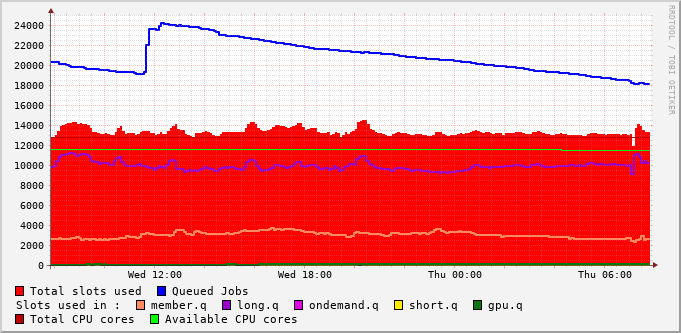 RRDTOOL / TOBI OETIKER
24000
22000
20000
18000
16000
14000
12000
10000
8000
6000
4000
2000
0
Wed 12:00 Wed 18:00 Thu 00:00 Thu 06:00
Total slots used Queued Jobs
Slots used in : member.q long.q ondemand.q short.q gpu.q
Total CPU cores Available CPU cores